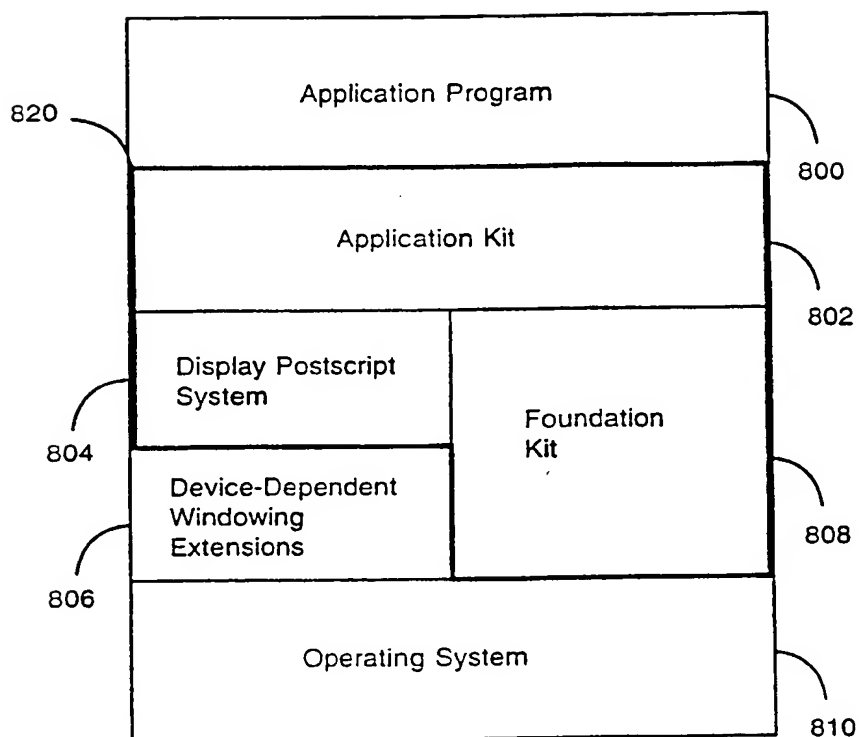 Application Program
820
800
Application Kit
802
Display Postscript
System
Foundation
Kit
804
Device-Dependent
Windowing
Extensions
808
806
Operating System
810